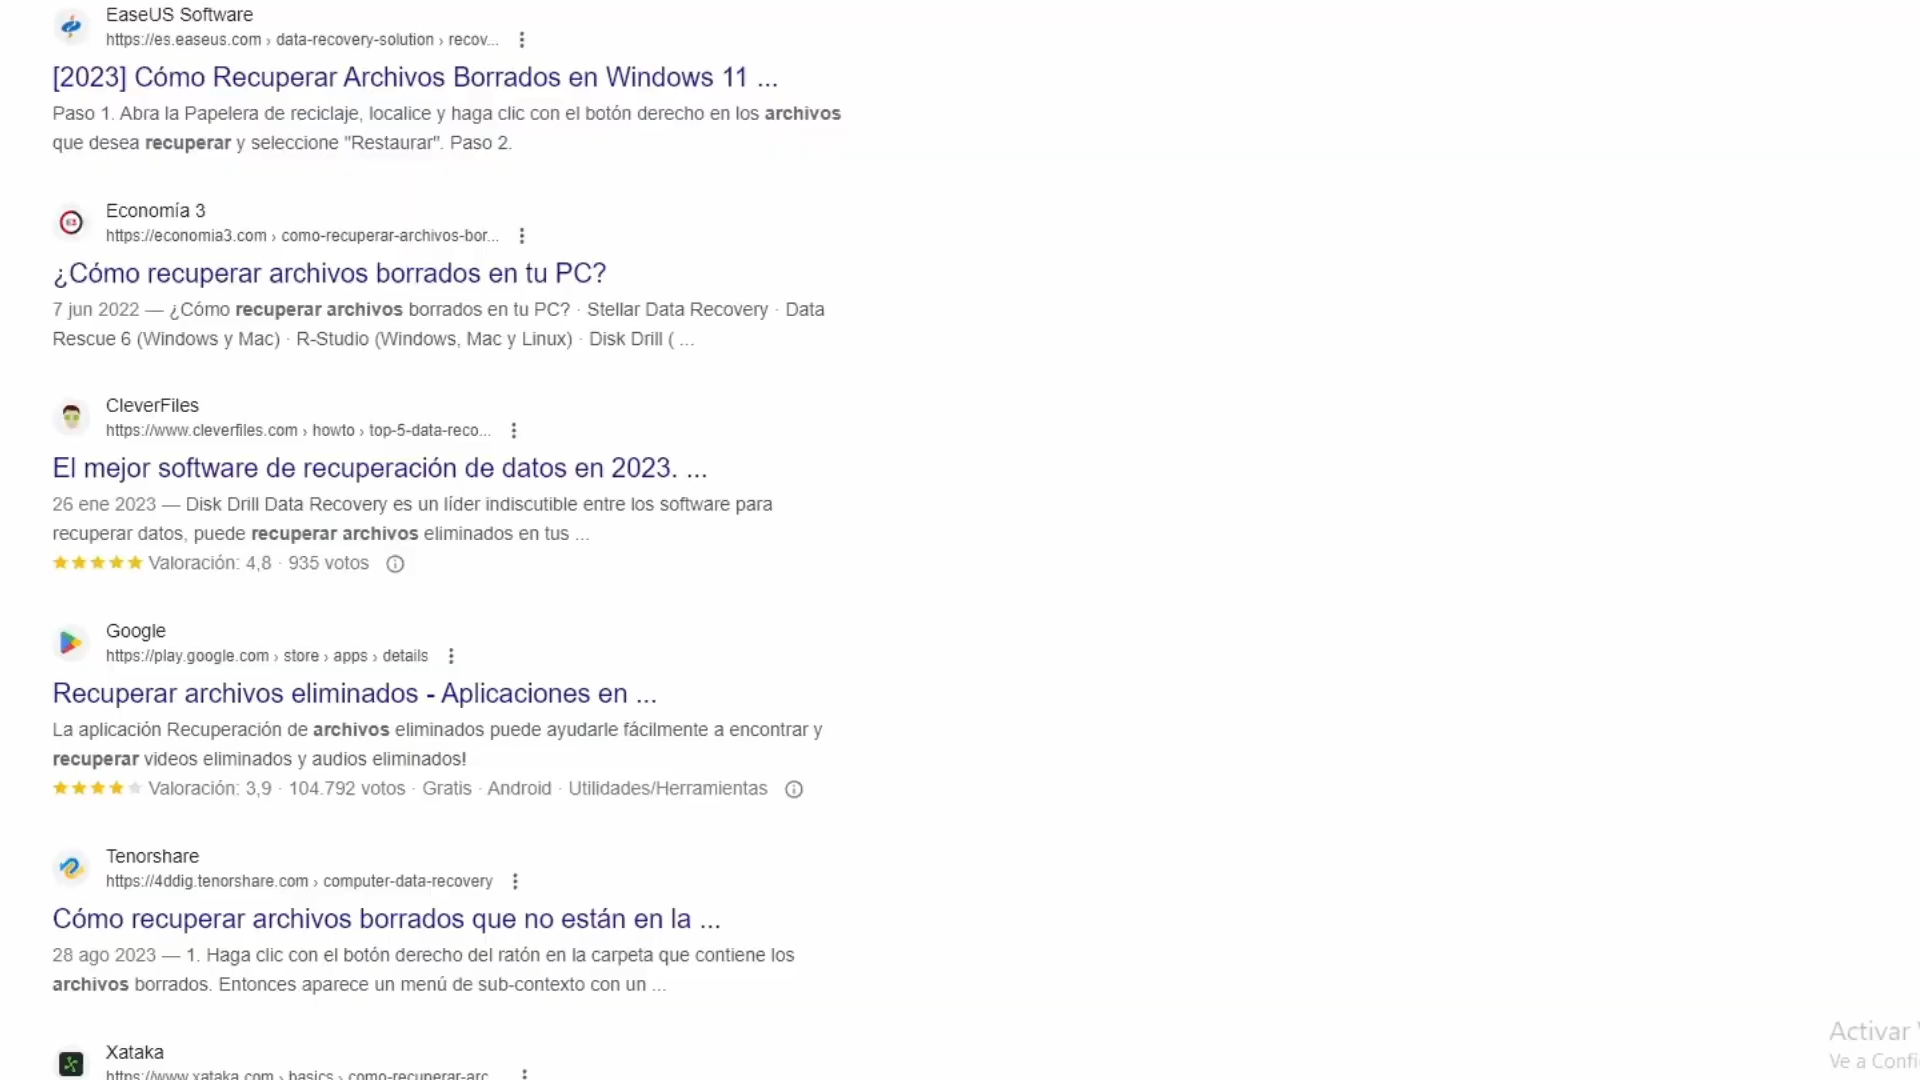 EaseUS Software
https://es.easeus.com › data-recovery-solution › recov...
[2023] Cómo Recuperar Archivos Borrados en Windows 11 ...
Paso 1. Abra la Papelera de reciclaje, localice y haga clic con el botón derecho en los archivos
que desea recuperar y seleccione "Restaurar". Paso 2.
Economía 3
https://economia3.com › como-recuperar-archivos-bor...
¿Cómo recuperar archivos borrados en tu PC?
7 jun 2022 — ¿Cómo recuperar archivos borrados en tu PC? · Stellar Data Recovery · Data
Rescue 6 (Windows y Mac) · R-Studio (Windows, Mac y Linux) · Disk Drill ( ...
CleverFiles
https://www.cleverfiles.com › howto › top-5-data-reco...
El mejor software de recuperación de datos en 2023. ...
26 ene 2023 — Disk Drill Data Recovery es un líder indiscutible entre los software para
recuperar datos, puede recuperar archivos eliminados en tus ...
Valoración: 4,8 · 935 votos
Google
https://play.google.com › store › apps › details
Recuperar archivos eliminados - Aplicaciones en ...
La aplicación Recuperación de archivos eliminados puede ayudarle fácilmente a encontrar y
recuperar videos eliminados y audios eliminados!
Valoración: 3,9 · 104.792 votos · Gratis · Android · Utilidades/Herramientas
Tenorshare
https://4ddig.tenorshare.com › computer-data-recovery
Cómo recuperar archivos borrados que no están en la ...
28 ago 2023 — 1. Haga clic con el botón derecho del ratón en la carpeta que contiene los
archivos borrados. Entonces aparece un menú de sub-contexto con un ...
Xataka
https://www.xataka.com › basics › como-recuperar-arc...
Activar
Ve a Confi